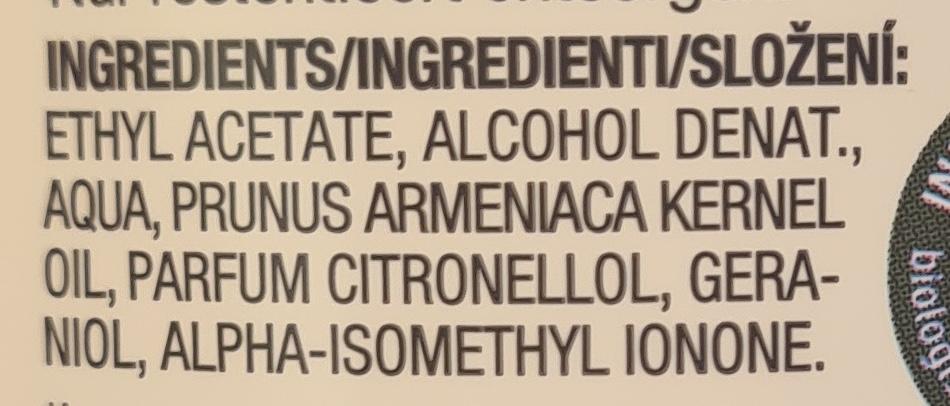 INGREDIENTS/INGREDIENTI/SLOŽENÍ:
ETHYL ACETATE, ALCOHOL DENAT.,
AQUA, PRUNUS ARMENIACA KERNEL
OIL, PARFUM CITRONELLOL, GERA-
NIOL, ALPHA-ISOMETHYL IONONE.